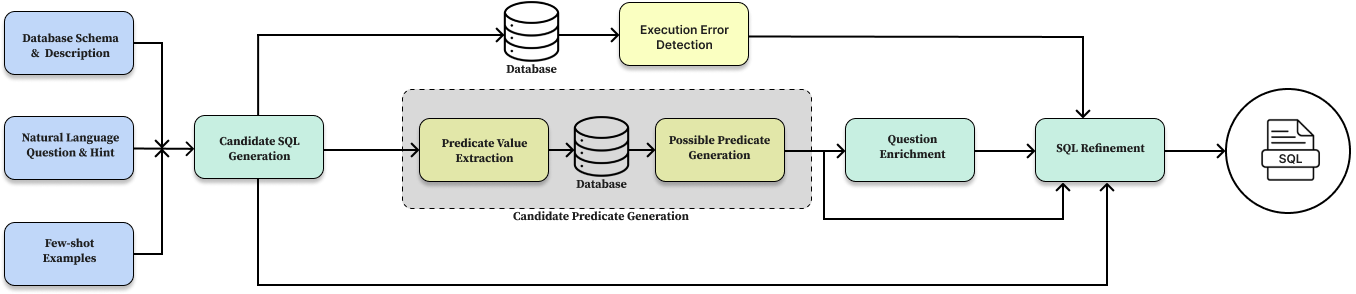 Database Schema
& Description
Natural Language
Question & Hint
Few-shot
Examples
Candidate SQL
Generation
Database
Execution Error
Detection
Predicate Value
Extraction
Database
Possible Predicate
Generation
Candidate Predicate Generation
Question
Enrichment
SQL Refinement
SQL